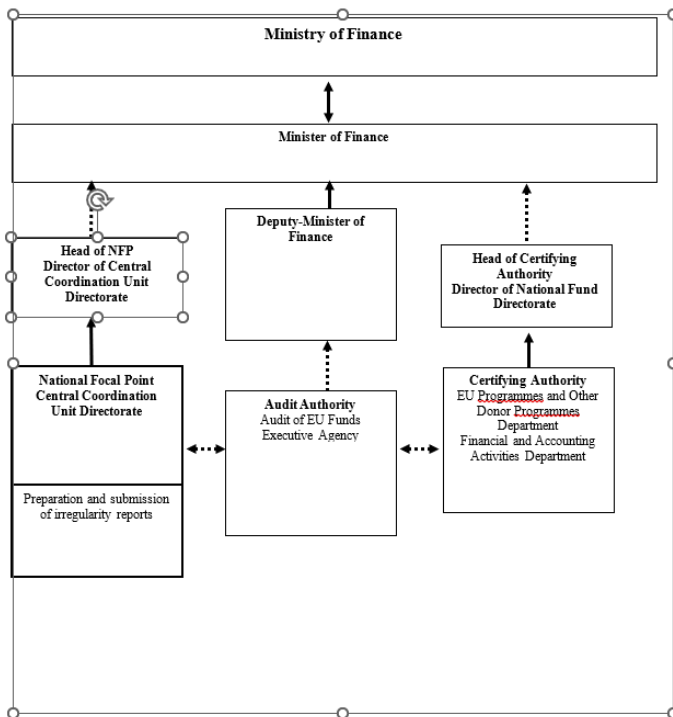 Ministry of Finance
Minister of Finance
Head of NFP
Director of Central
Coordination Unit
Directorate
Deputy-Minister of
Finance
Head of Certifying
Authority
Director of National Fund
Directorate
National Focal Point
Central Coordination
Unit Directorate
Preparation and submission
of irregularity reports
Audit Authority
Audit of EU Funds
Executive Agency
Certifying Authority
EU Programmes and Other
Donor Programmes
Department
Financial and Accounting
Activities Department